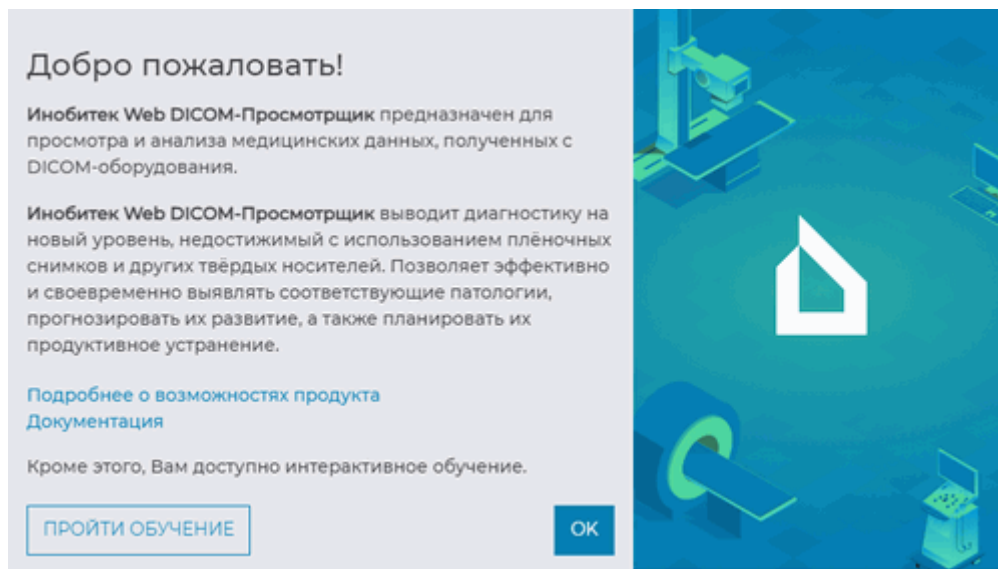 Добро пожаловать!
Инобитек Web DICOM-Просмотрщик предназначен для
просмотра и анализа медицинских данных, полученных с
DICOM-оборудования.
Инобитек Web DICOM-Просмотрщик выводит диагностику на
новый уровень, недостижимый с использованием плёночных
снимков и других твёрдых носителей. Позволяет эффективно
и своевременно выявлять соответствующие патологии,
прогнозировать их развитие, а также планировать их
продуктивное устранение.
Подробнее о возможностях продукта
Документация
Кроме этого, Вам доступно интерактивное обучение.
ПРОЙТИ ОБУЧЕНИЕ
ОК